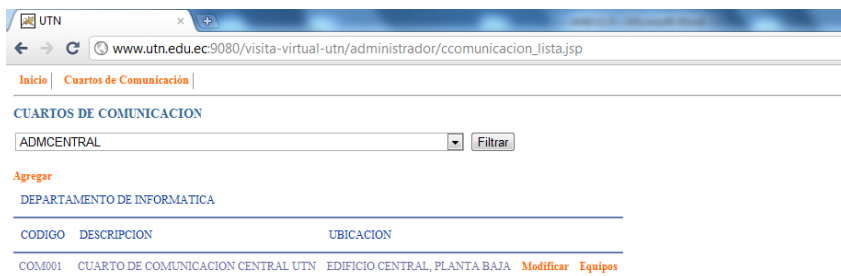 UTN
www.utn.edu.ec:9080/visita-virtual-utn/administrador/ccomunicacion_lista.jsp
Inicio Cuartos de Comunicación
CUARTOS DE COMUNICACION
ADMCENTRAL Filtrar
Agregar
DEPARTAMENTO DE INFORMATICA
CODIGO DESCRIPCION UBICACION
COM001 CUARTO DE COMUNICACION CENTRAL UTN EDIFICIO CENTRAL, PLANTA BAJA Modificar Equipos